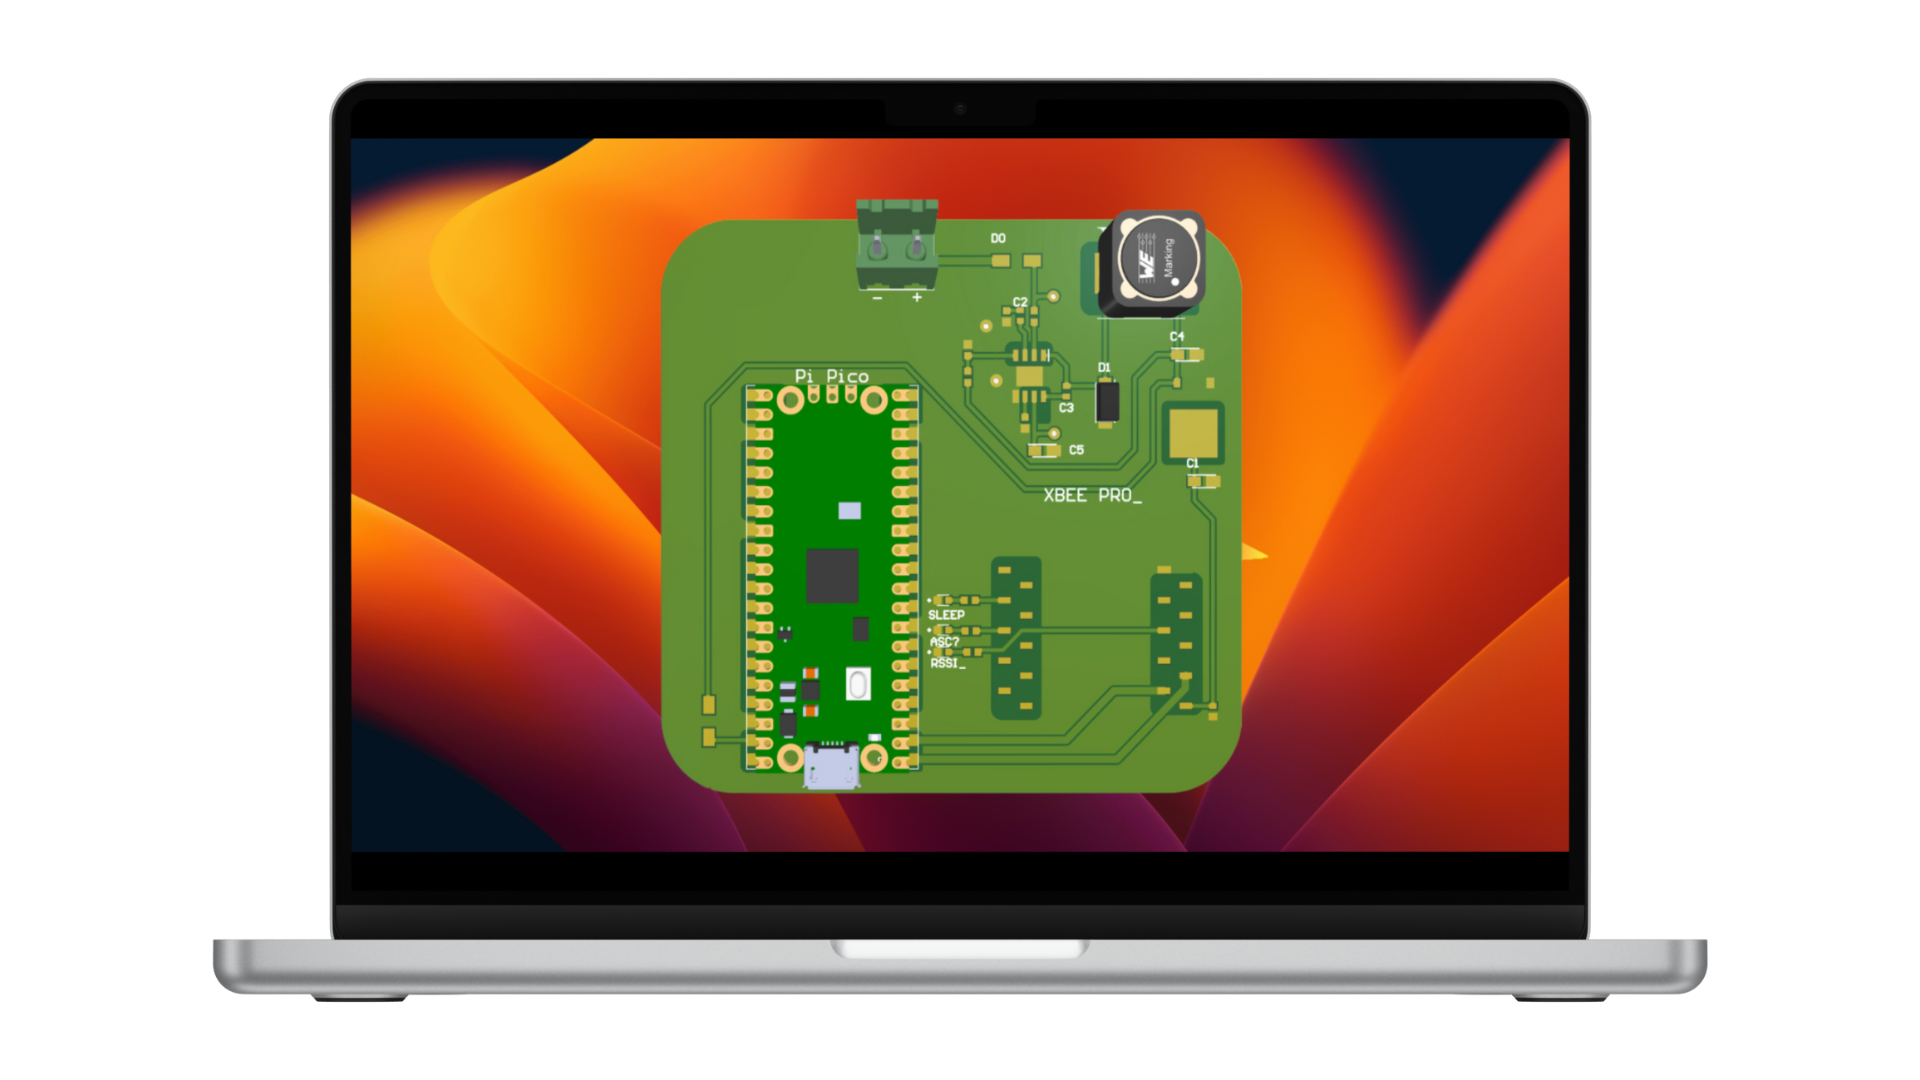 D0
WE
Marking
− +
C2
C4
D1
Pi Pico
C3
C5
C1
XBEE PRO_
SLEEP
ASC?
RSSI_